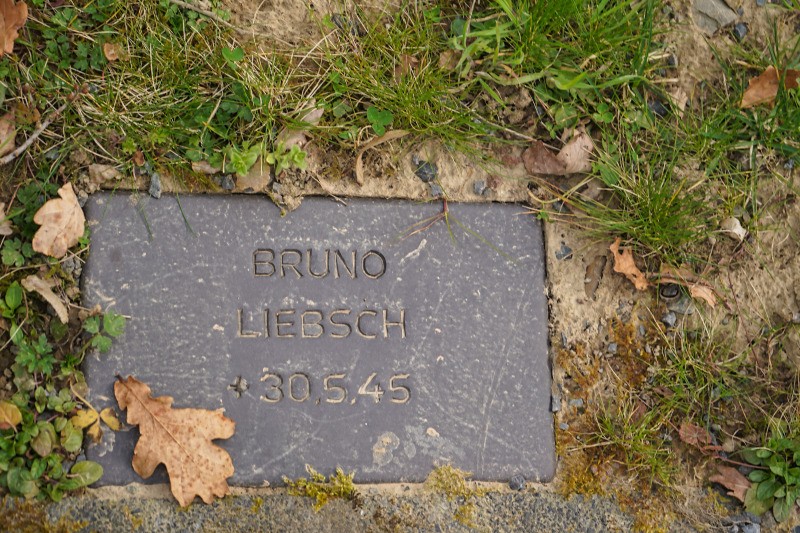 BRUNO
LIEBSCH
+ 30.5.45